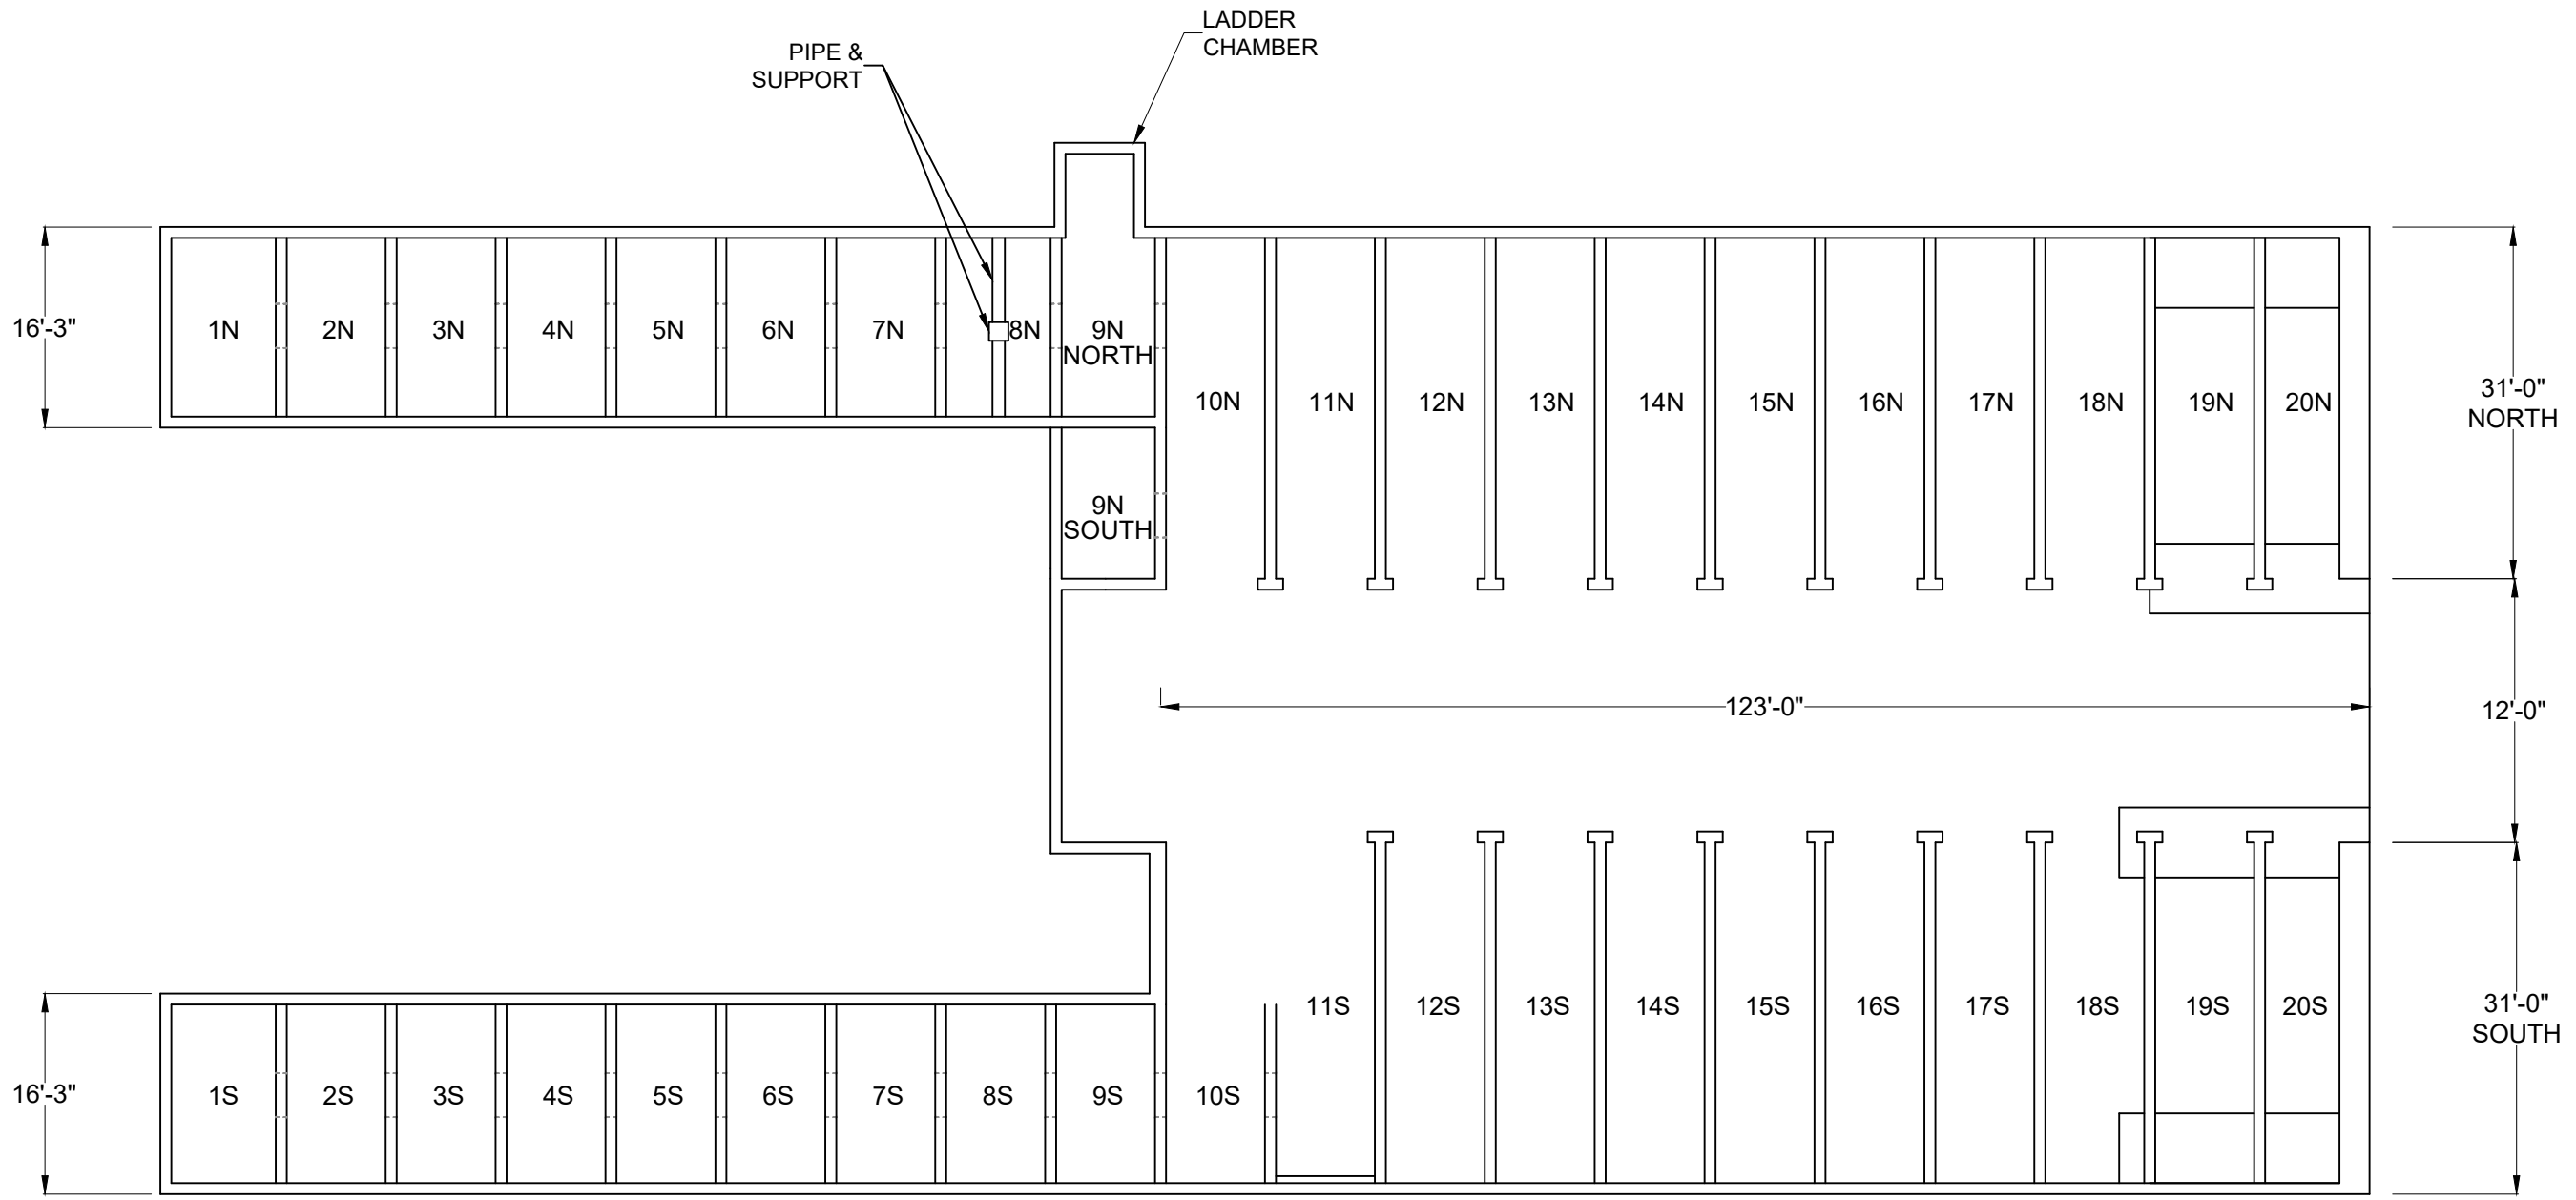 LADDER
CHAMBER
PIPE &
SUPPORT
16'-3"
1N
2N
3N
4N
5N
6N
7N
8N
9N
NORTH
10N
11N
12N
13N
14N
15N
16N
17N
18N
19N
20N
31'-0"
NORTH
9N
SOUTH
123'-0"
12'-0"
16'-3"
1S
2S
3S
4S
5S
6S
7S
8S
9S
10S
11S
12S
13S
14S
15S
16S
17S
18S
19S
20S
31'-0"
SOUTH